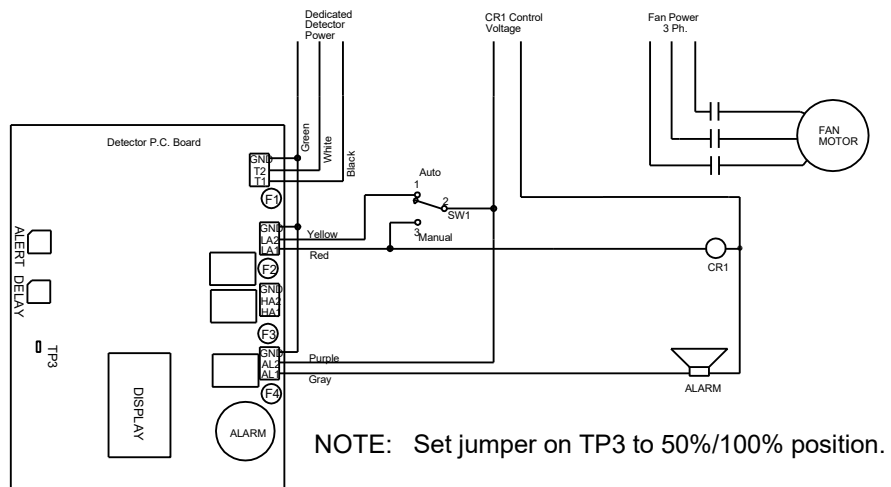 Dedicated
Detector
Power
CR1 Control
Voltage
Fan Power
3 Ph.
Detector P.C. Board
Green
White
Black
GND
T2
T1
F1
FAN
MOTOR
Auto
1
2
SW1
3
Manual
GND
LA2
LA1
Yellow
Red
F2
CR1
ALERT
DELAY
GND
HA2
HA1
F3
TP3
GND
AL2
AL1
Purple
Gray
F4
ALARM
DISPLAY
ALARM
NOTE: Set jumper on TP3 to 50%/100% position.